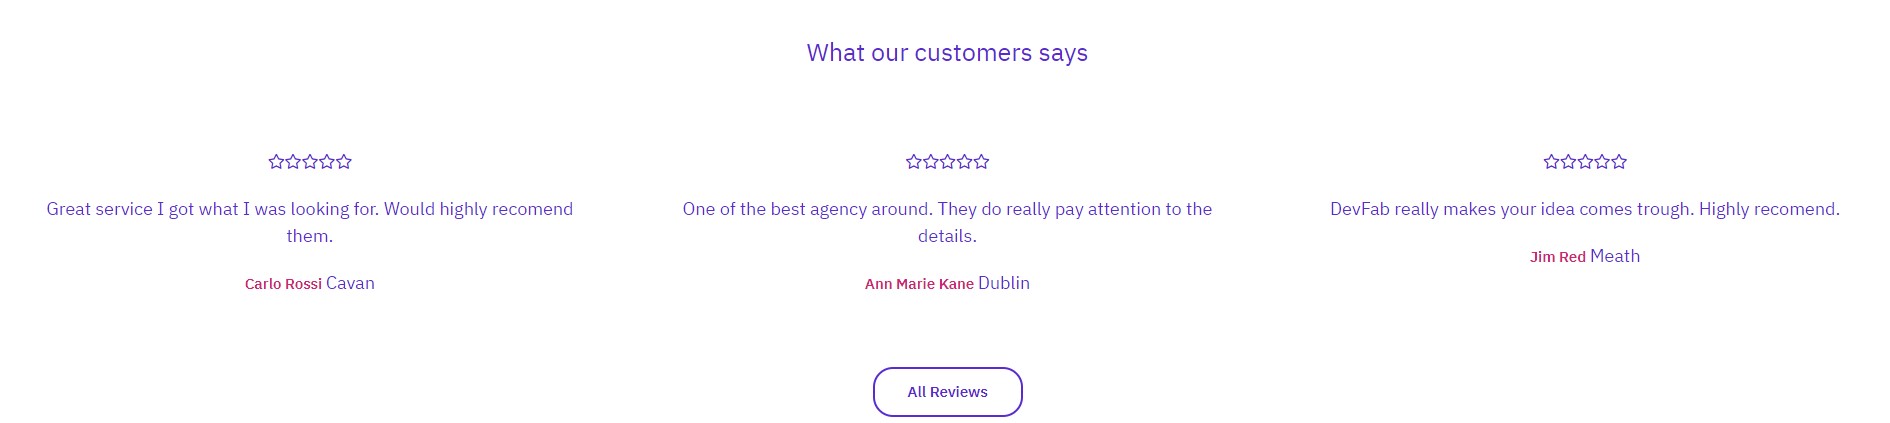 What our customers says
Great service I got what I was looking for. Would highly recomend
them.
Carlo Rossi Cavan
One of the best agency around. They do really pay attention to the
details.
Ann Marie Kane Dublin
DevFab really makes your idea comes trough. Highly recomend.
Jim Red Meath
All Reviews